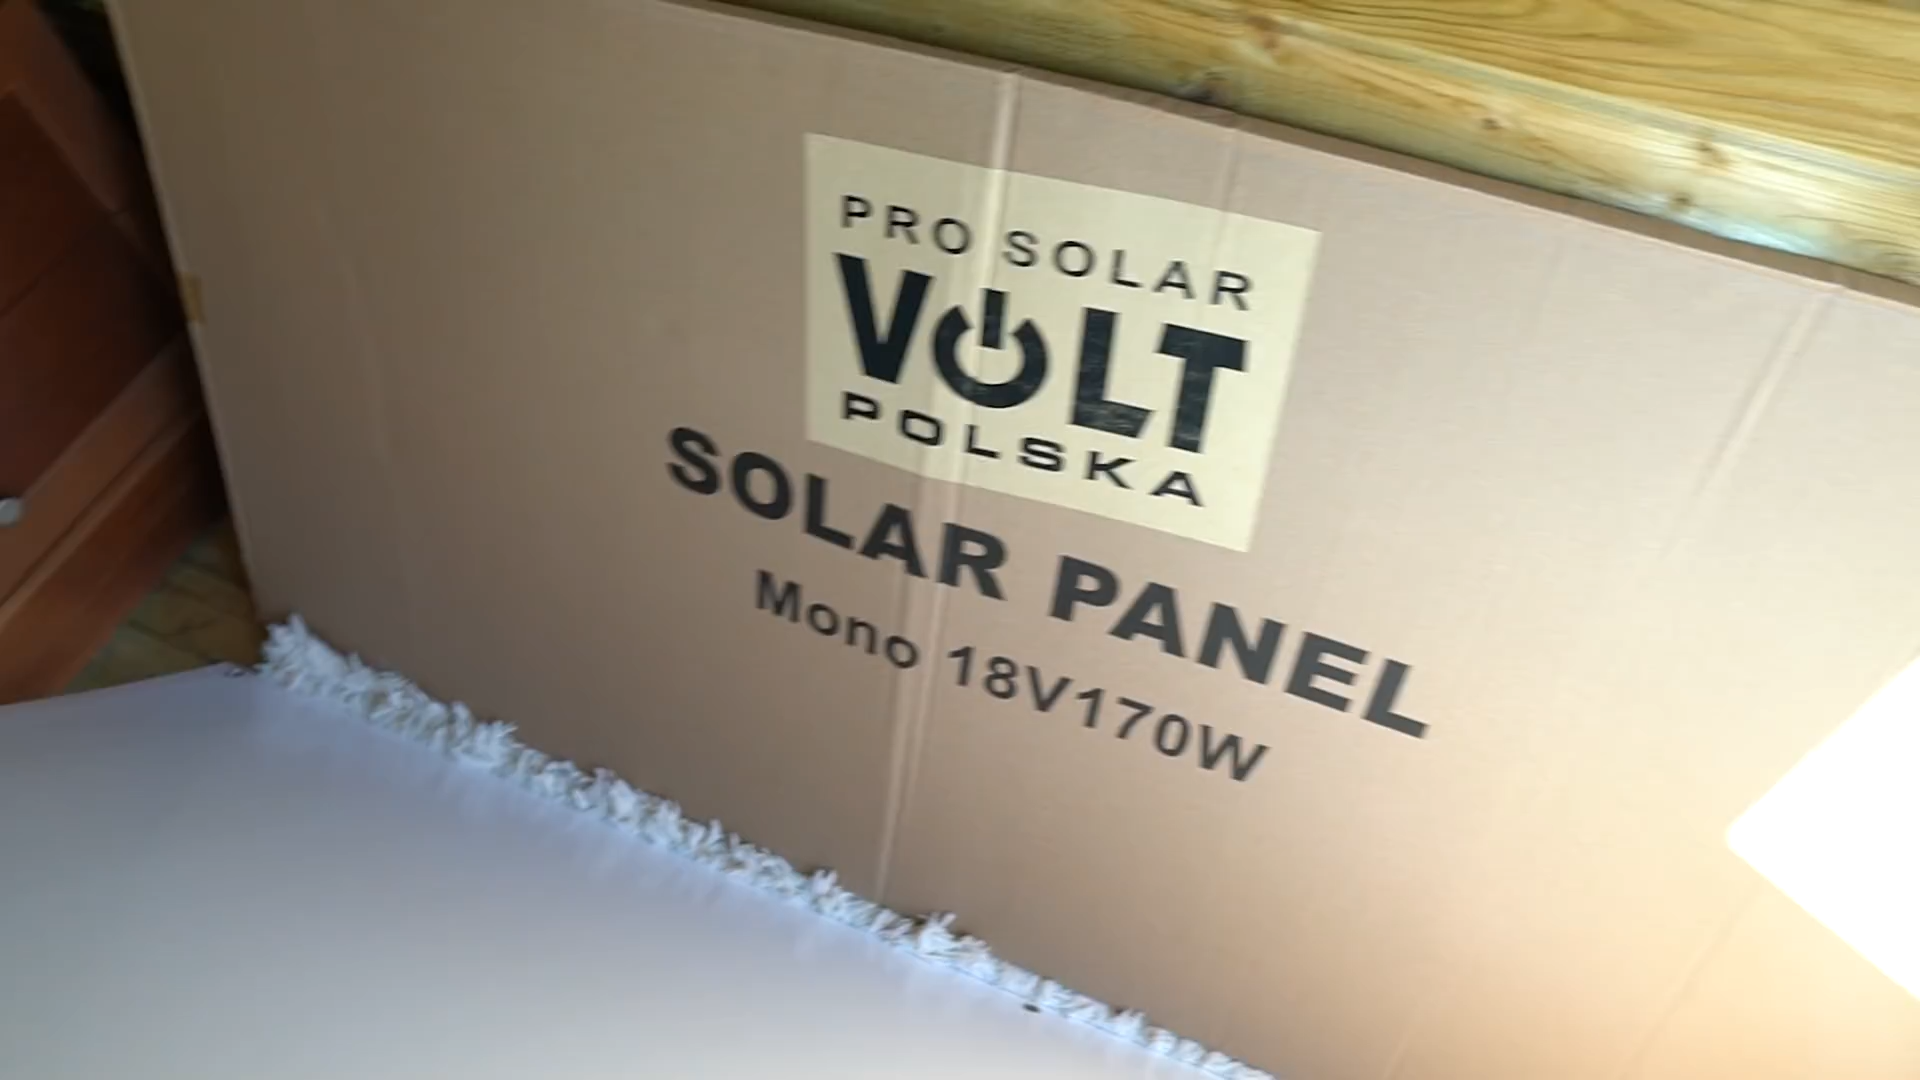 PRO SOLAR
VOLT
POLSKA
SOLAR PANEL
Mono 18V170W